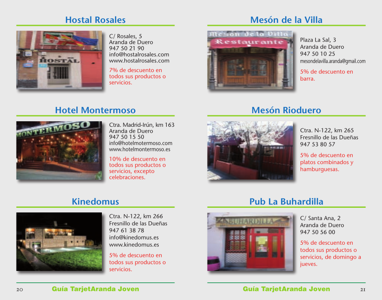 Hostal Rosales
HOSTAL
C/ Rosales, 5
Aranda de Duero
947 50 21 90
info@hostalrosales.com
www.hostalrosales.com
7% de descuento en
todos sus productos o
servicios.
Hotel Montermoso
MONTERMOSO
Ctra. Madrid-Irún, km 163
Aranda de Duero
947 50 15 50
info@hotelmontermoso.com
www.hotelmontermoso.es
10% de descuento en
todos sus productos o
servicios, excepto
celebraciones.
Kinedomus
Ctra. N-122, km 266
Fresnillo de las Dueñas
947 61 38 78
info@kinedomus.es
www.kinedomus.es
5% de descuento en
todos sus productos o
servicios.
20
Guía TarjetAranda Joven
Mesón de la Villa
Mesón de la Villa
Restaurante
Plaza La Sal, 3
Aranda de Duero
947 50 10 25
mesondelavilla.aranda@gmail.com
5% de descuento en
barra.
Mesón Rioduero
Ctra. N-122, km 265
Fresnillo de las Dueñas
947 53 80 57
5% de descuento en
platos combinados y
hamburguesas.
Pub La Buhardilla
BUHARDILLA
C/ Santa Ana, 2
Aranda de Duero
947 50 56 00
5% de descuento en
todos sus productos o
servicios, de domingo a
jueves.
Guía TarjetAranda Joven
21